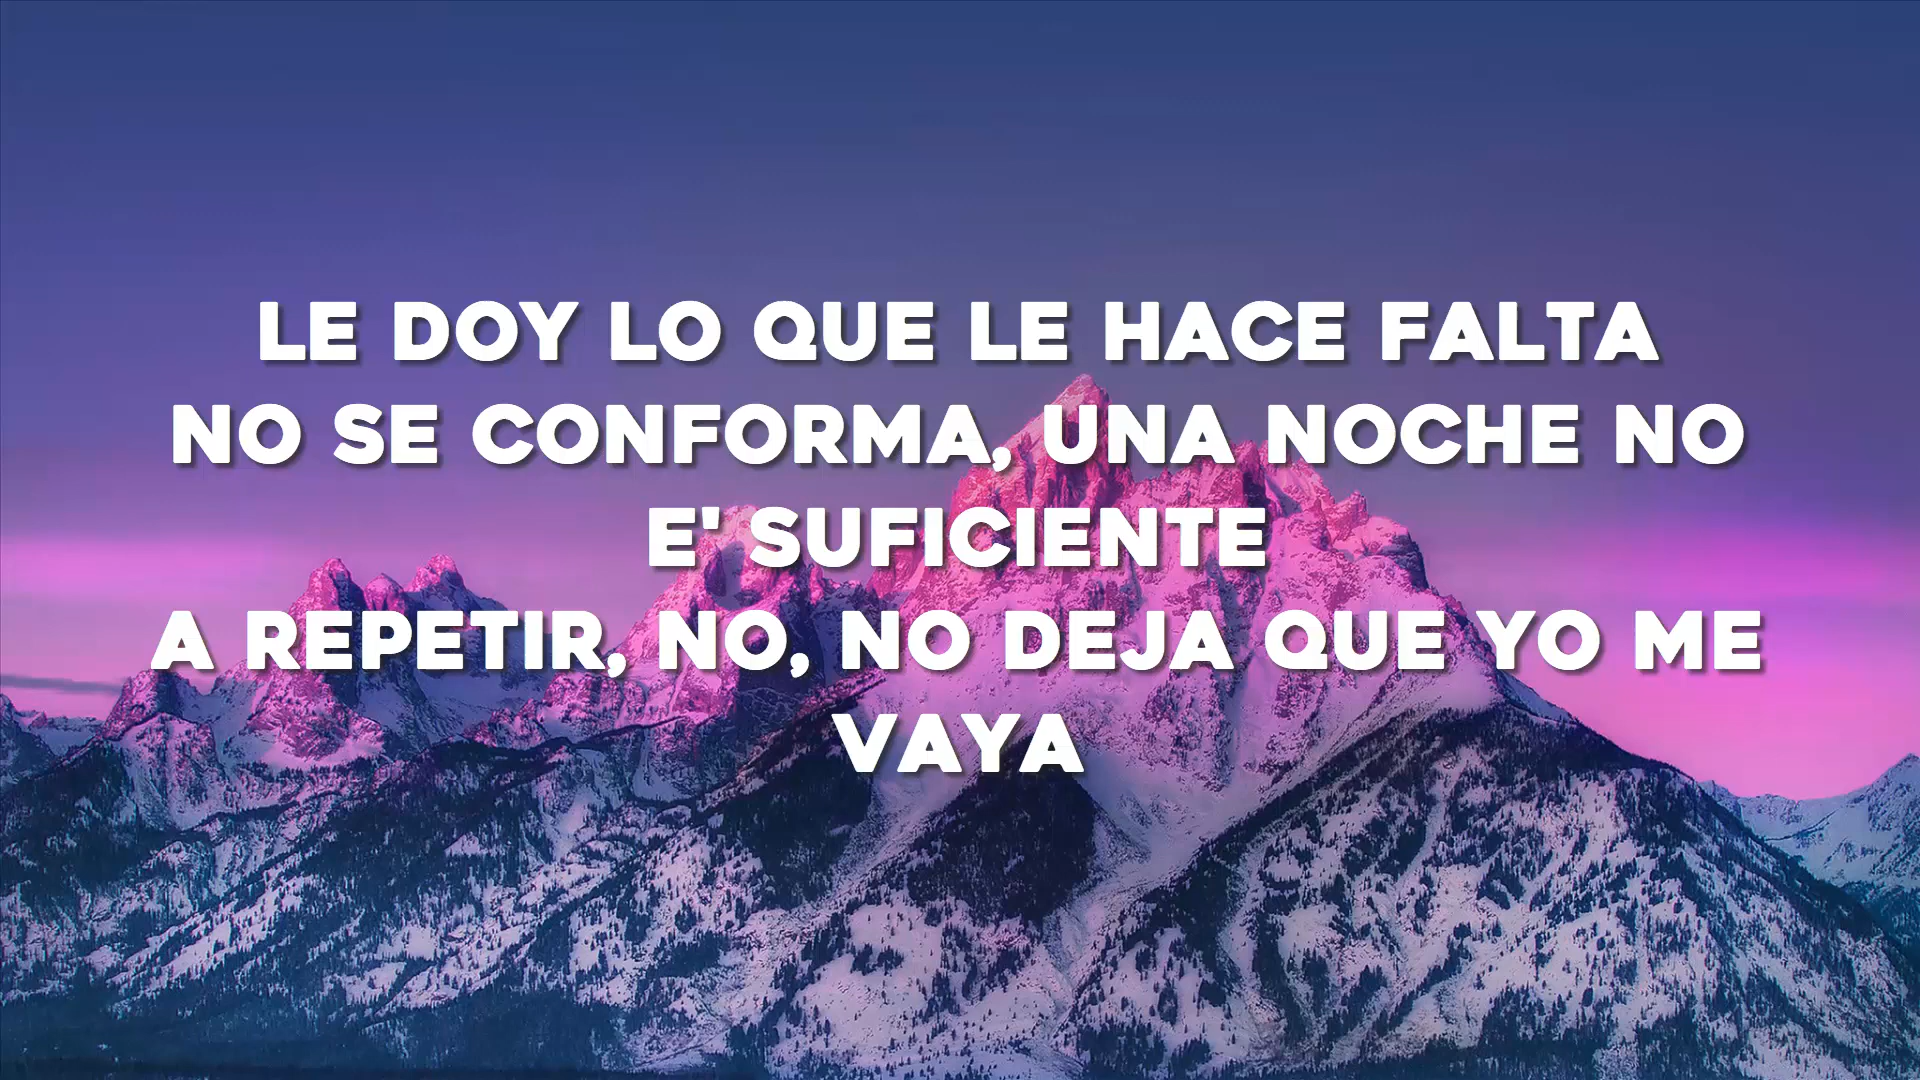 LE DOY LO QUE LE HACE FALTA
NO SE CONFORMA, UNA NOCHE NO
E' SUFICIENTE
A REPETIR, NO, NO DEJA QUE YO ME
VAYA